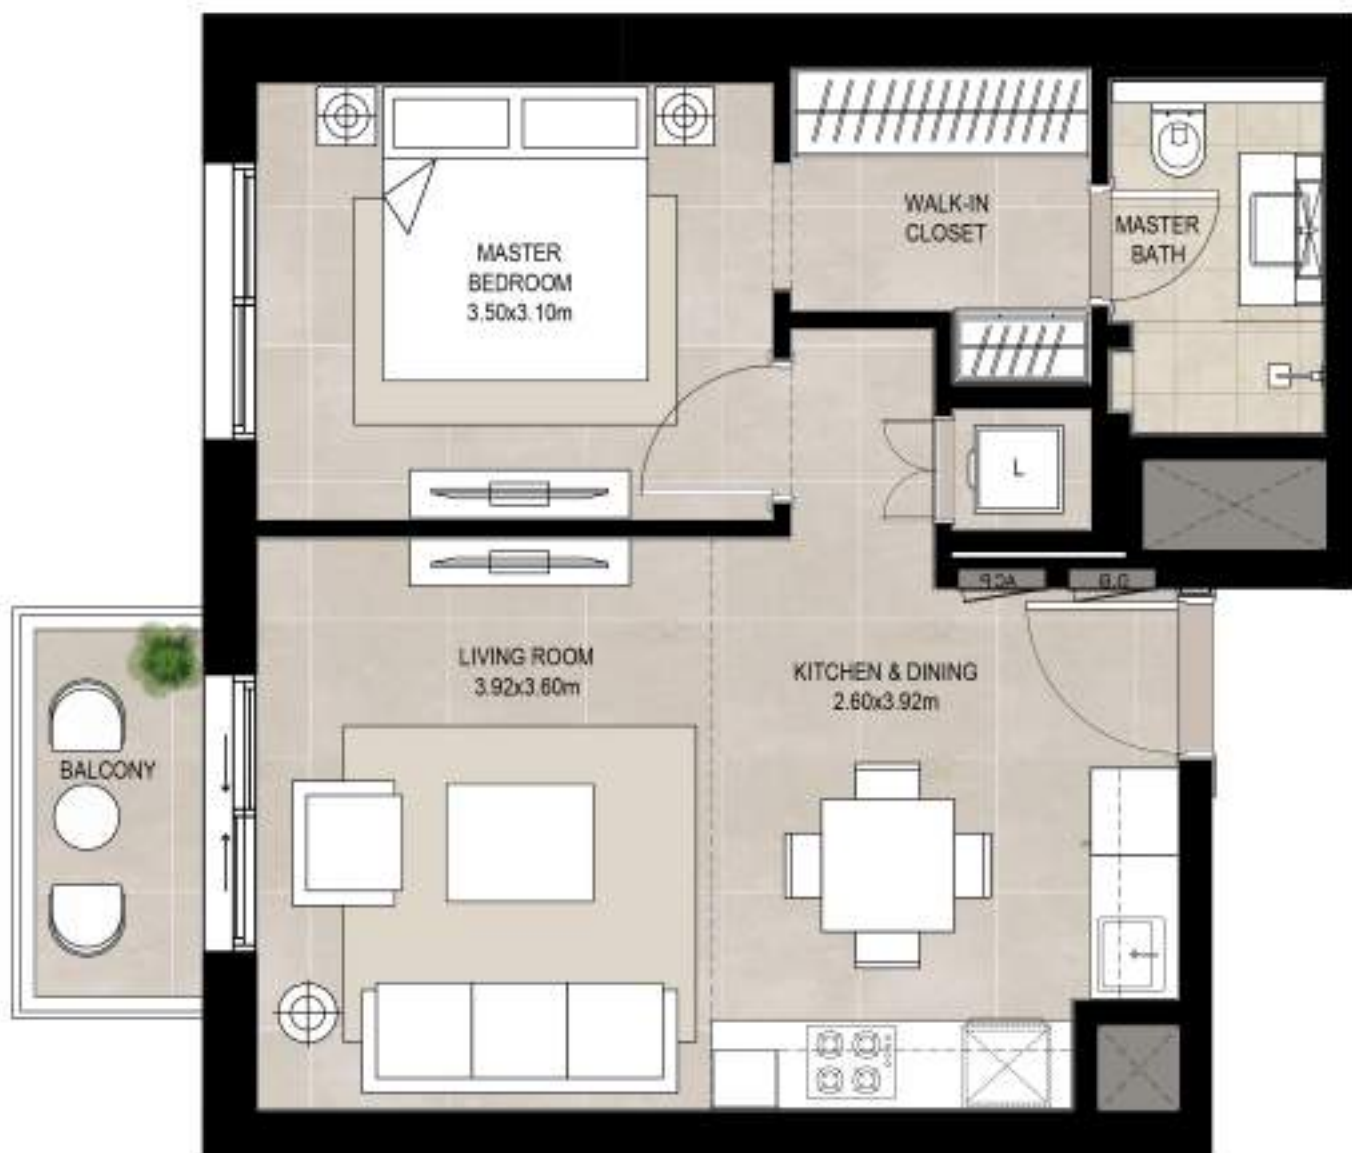 WALK-IN
CLOSET
MASTER
BATH
MASTER
BEDROOM
3.50x3.10m
L
ACP
D.B
LIVING ROOM
3.92x3.60m
KITCHEN & DINING
2.60x3.92m
BALCONY